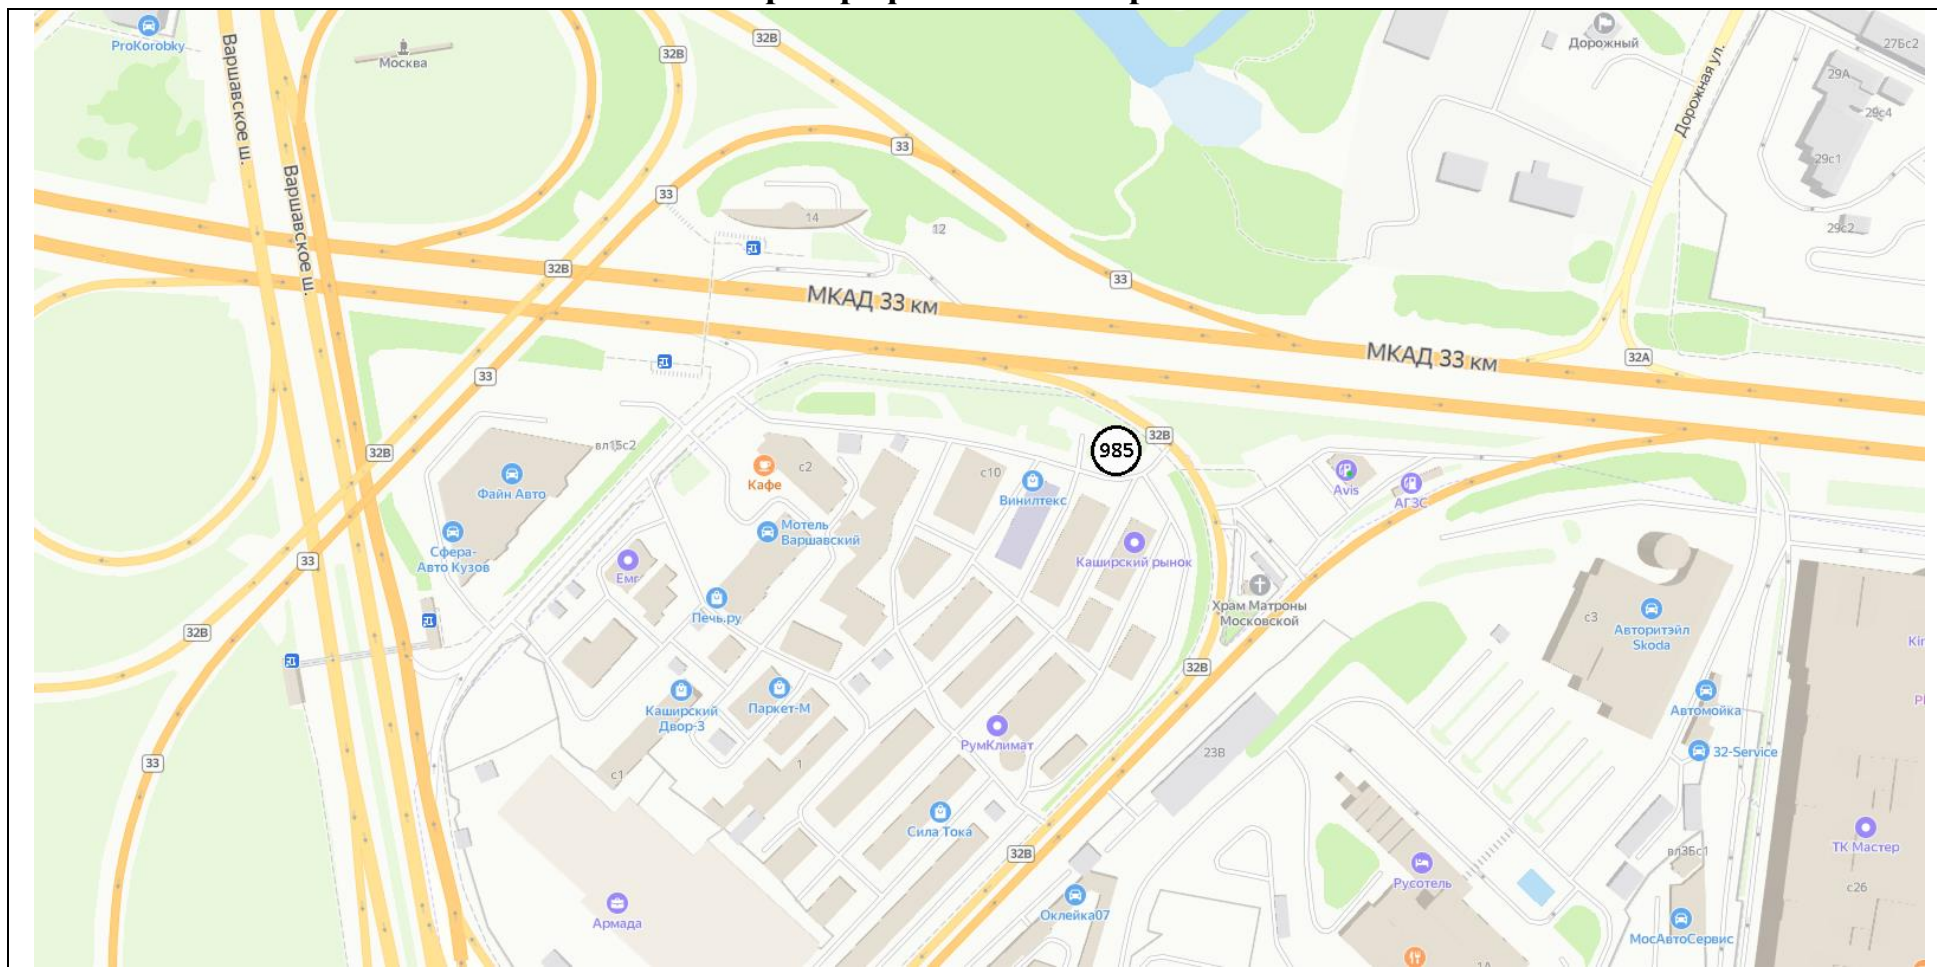 ProKorobky
Москва
32В
32В
Дорожный
27Бс2
29А
29с4
29с1
29с2
Дорожная ул.
Варшавское ш.
Варшавское ш.
33
33
14
12
32В
33
МКАД 33 км
МКАД 33 км
32А
33
32В
вл15с2
985
32В
Файн Авто
Кафе
с2
с10
Винилтекс
Avis
АГЗС
Сфера-
Авто Кузов
Мотель
Варшавский
Каширский рынок
33
Емг
Печь.ру
Храм Матроны
Московской
с3
Авторитэйл
Skoda
32В
32В
Каширский
Двор-3
Паркет-М
РумКлимат
Автомойка
23В
32-Service
33
с1
1
Сила Тока
32В
ТК Мастер
вл3Бс1
Русотель
с26
Армада
Оклейка07
МосАвтоСервис
1А